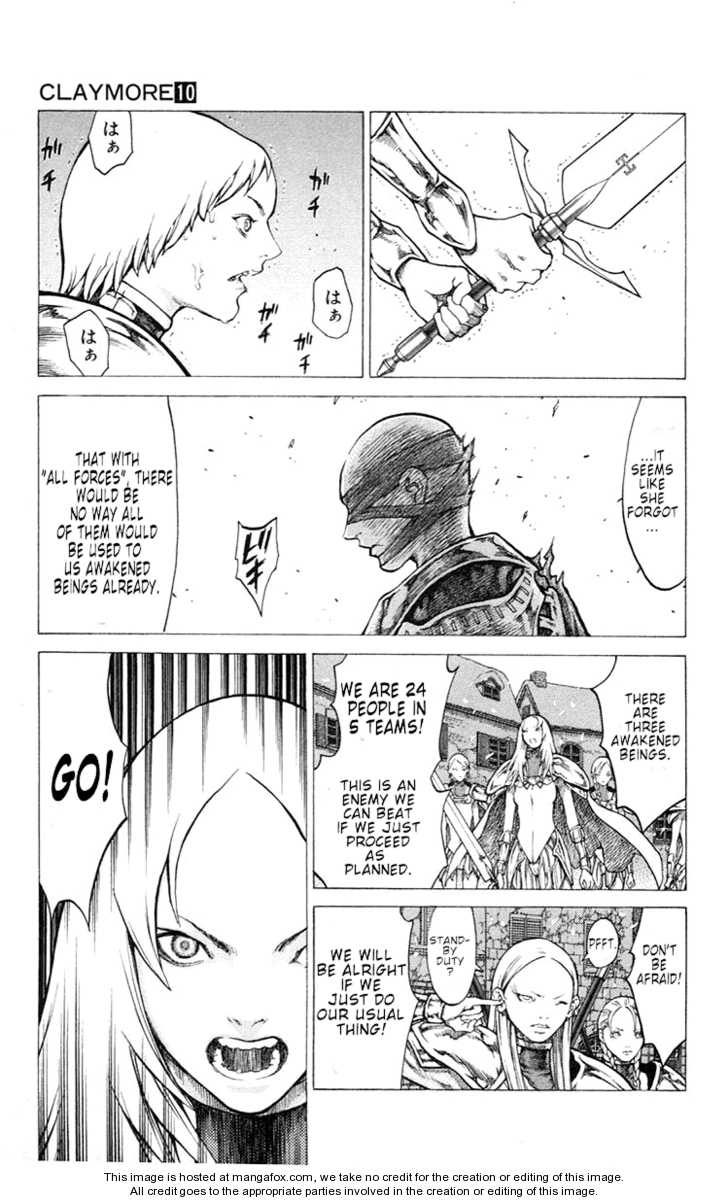 CLAYMORE 10
はぁ
ガチ
ガチ
はぁ
ガチ
ガチ
はぁ
...IT
SEEMS
LIKE
SHE
FORGOT
...
ビキ
THAT WITH
"ALL FORCES", THERE
WOULD BE
NO WAY ALL
OF THEM WOULD
BE USED TO
US AWAKENED
BEINGS ALREADY.
THERE
ARE
THREE
AWAKENED
BEINGS.
WE ARE 24
PEOPLE IN
5 TEAMS!
THIS IS AN
ENEMY WE
CAN BEAT
IF WE JUST
PROCEED
AS
PLANNED.
DON'T
BE
AFRAID!
PFFT.
STAND-
BY
DUTY
?
WE WILL
BE ALRIGHT
IF WE
JUST DO
OUR USUAL
THING!
GO!
This image is hosted at mangafox.com, we take no credit for the creation or editing of this image.
All credit goes to the appropriate parties involved in the creation or editing of this image.